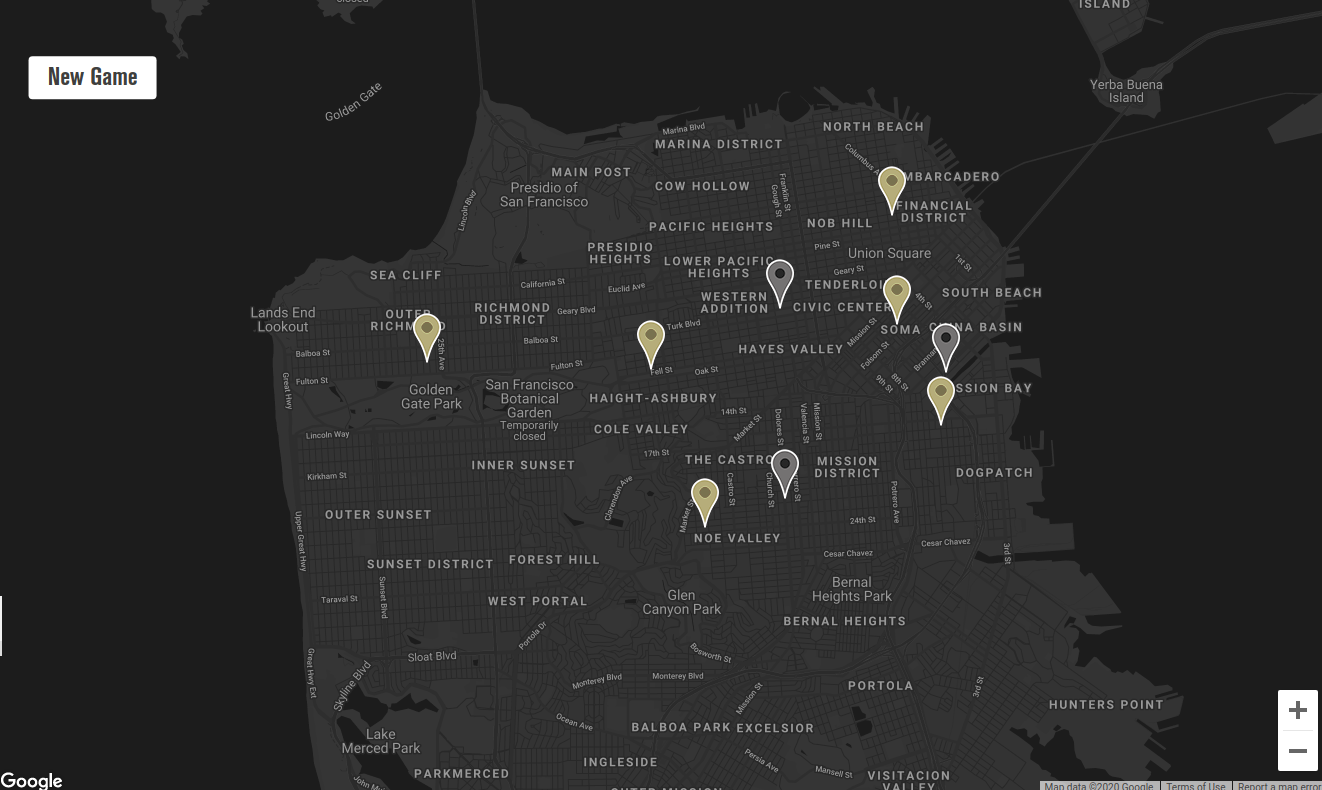 closed
ISLAND
New Game
Golden Gate
Yerba Buena
Island
NORTH BEACH
Marina Blvd
MARINA DISTRICT
Columbus A
MAIN POST
Presidio of
San Francisco
COW HOLLOW
Franklin St
Gough St
MBARCADERO
FINANCIAL
DISTRICT
Lincoln Blvd
PACIFIC HEIGHTS
NOB HILL
PRESIDIO
HEIGHTS
Pine St
Union Square
1st St
SEA CLIFF
LOWER PACIFIC
HEIGHTS
Geary St
California St
Euclid Ave
TENDERLOI
4th St
SOUTH BEACH
WESTERN
ADDITION
CIVIC CENTER
Lands End
Lookout
OUTER
RICHMOND
RICHMOND
DISTRICT
Geary Blvd
Turk Blvd
Mission St
SOMA
CHINA BASIN
Balboa St
25th Ave
Balboa St
HAYES VALLEY
Folsom St
Brannan
Fulton St
Fell St
Oak St
9th St
8th St
Great Hwy
Fulton St
Golden
Gate Park
San Francisco
Botanical
Garden
Temporarily
closed
HAIGHT-ASHBURY
SSION BAY
14th St
Market St
Dolores St
Valencia St
Mission St
Lincoln Way
COLE VALLEY
17th St
THE CASTRO
MISSION
DISTRICT
DOGPATCH
INNER SUNSET
Kirkham St
Clarendon Ave
Market S
Castro St
Church St
rero St
Potrero Ave
OUTER SUNSET
Upper Great Hwy
24th St
NOE VALLEY
Cesar Chavez
Cesar Chavez
3rd St
SUNSET DISTRICT
FOREST HILL
Sunset Blvd
Taraval St
WEST PORTAL
Glen
Canyon Park
Bernal
Heights Park
BERNAL HEIGHTS
Portola Dr
Sloat Blvd
Bosworth St
Great Hwy Ext
Skyline Blvd
Monterey Blvd
Monterey Blvd
Mission St
PORTOLA
3rd St
HUNTERS POINT
Ocean Ave
BALBOA PARK
EXCELSIOR
Lake
Merced Park
INGLESIDE
Persia Ave
Mansell St
PARKMERCED
VISITACION
VALLEY
John Mu
OUTER MISSION
Google
Map data ©2020 Google
Terms of Use
Report a map error